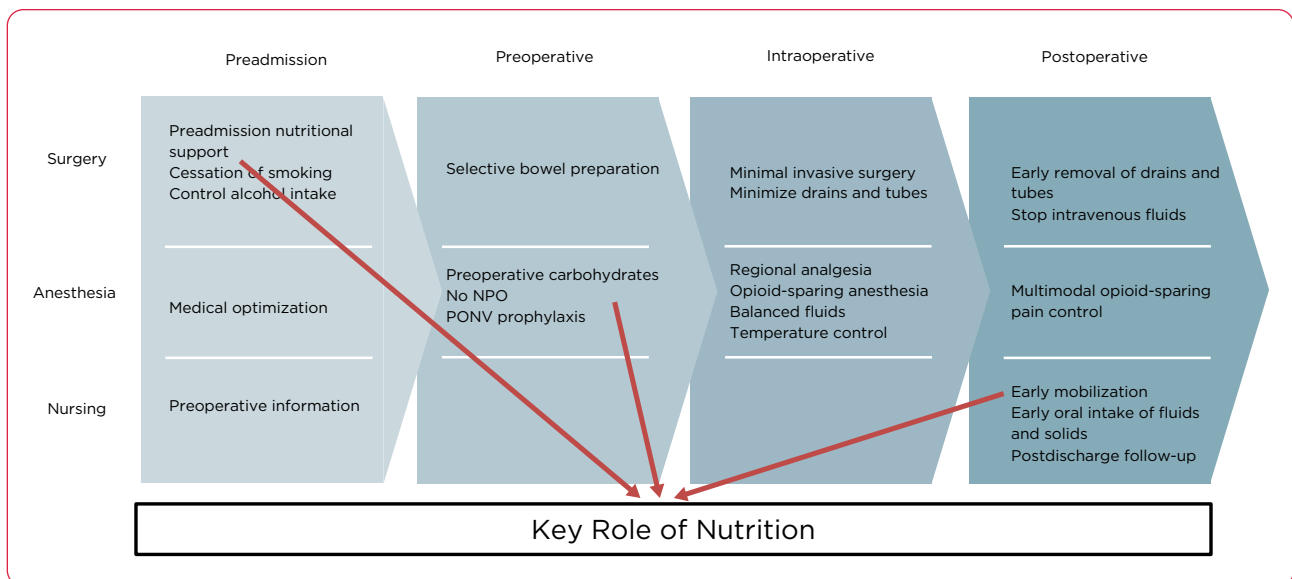 Preadmission
Preoperative
Intraoperative
Postoperative
Surgery
Preadmission nutritional
support
Cessation of smoking
Control alcohol intake
Selective bowel preparation
Minimal invasive surgery
Minimize drains and tubes
Early removal of drains and
tubes
Stop intravenous fluids
Anesthesia
Medical optimization
Preoperative carbohydrates
No NPO
PONV prophylaxis
Regional analgesia
Opioid-sparing anesthesia
Balanced fluids
Temperature control
Multimodal opioid-sparing
pain control
Nursing
Preoperative information
Early mobilization
Early oral intake of fluids
and solids
Postdischarge follow-up
Key Role of Nutrition